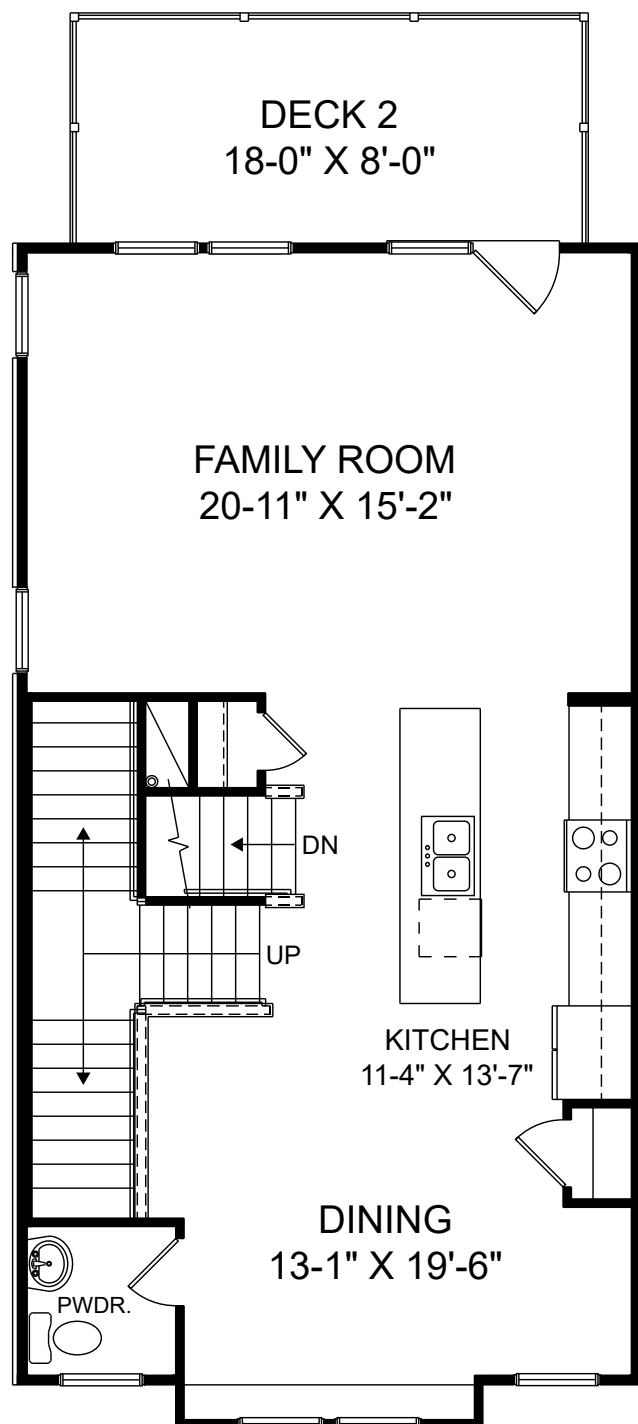 DECK 2
18-0" X 8'-0"
FAMILY ROOM
20-11" X 15'-2"
DN
UP
KITCHEN
11-4" X 13'-7"
DINING
13-1" X 19'-6"
PWDR.